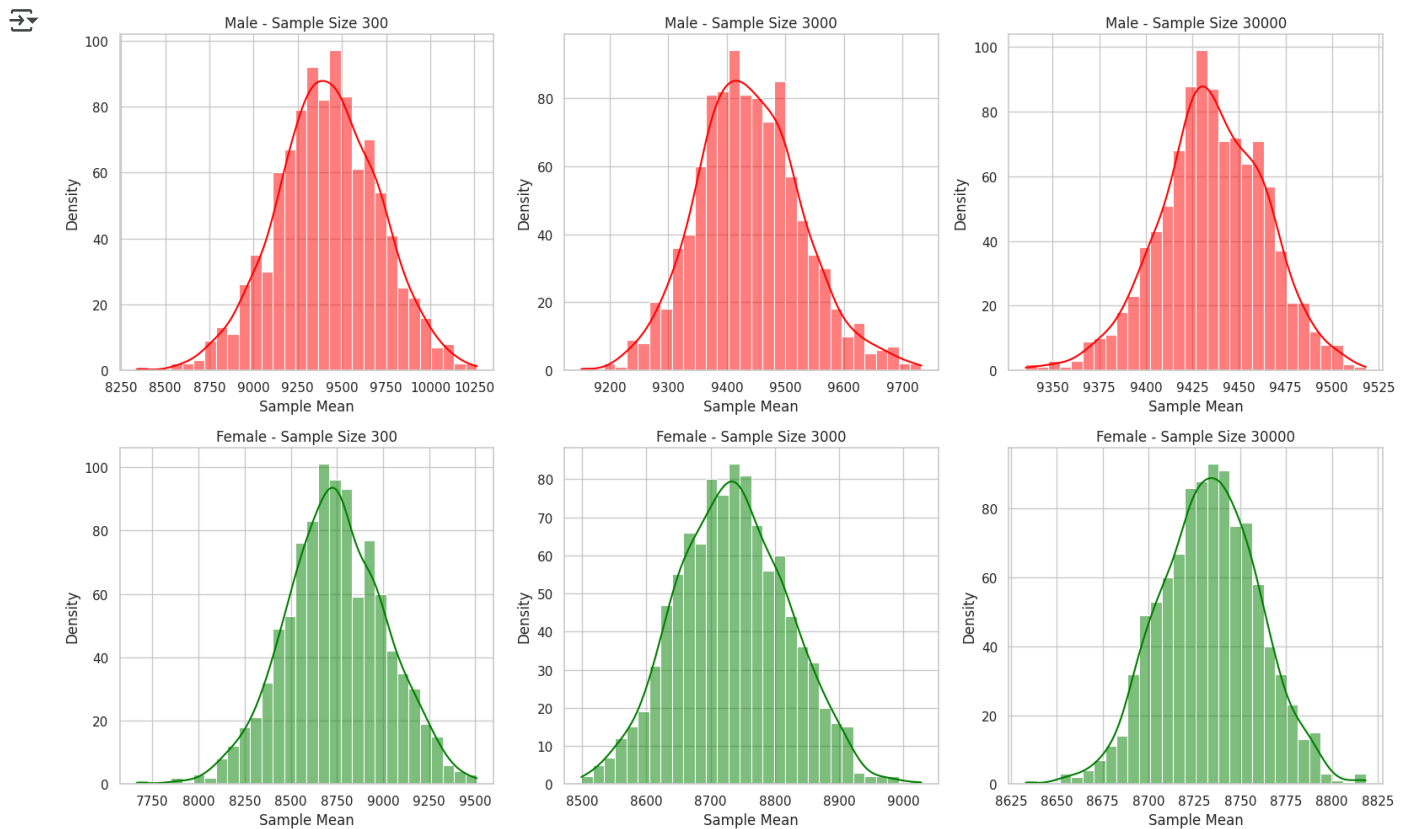 Male - Sample Size 300
Male - Sample Size 3000
Male - Sample Size 30000
100
80
60
40
20
0
Density
8250 8500 8750 9000 9250 9500 9750 10000 10250
Sample Mean
80
60
40
20
0
Density
9200 9300 9400 9500 9600 9700
Sample Mean
100
80
60
40
20
0
Density
9350 9375 9400 9425 9450 9475 9500 9525
Sample Mean
Female - Sample Size 300
Female - Sample Size 3000
Female - Sample Size 30000
100
80
60
40
20
0
Density
7750 8000 8250 8500 8750 9000 9250 9500
Sample Mean
80
70
60
50
40
30
20
10
0
Density
8500 8600 8700 8800 8900 9000
Sample Mean
80
60
40
20
0
Density
8625 8650 8675 8700 8725 8750 8775 8800 8825
Sample Mean